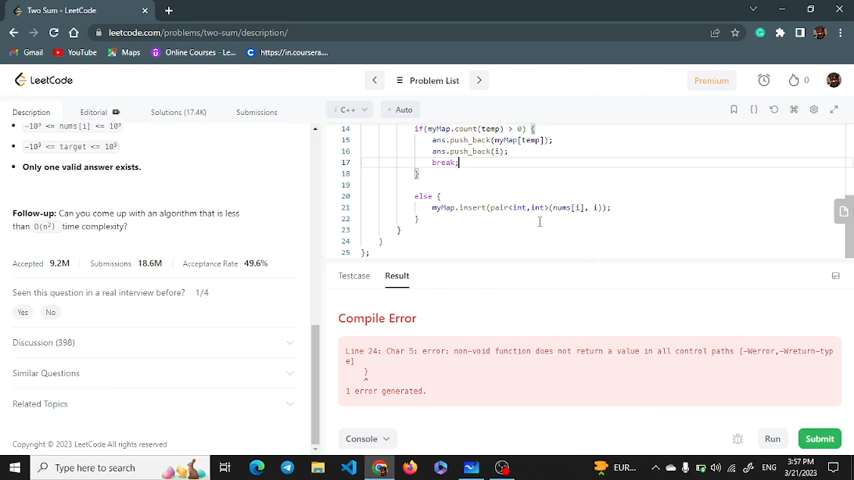 Two Sum - LeetCode
leetcode.com/problems/two-sum/description/
Gmail
YouTube
Maps
Online Courses - Le...
https://in.coursera...
LeetCode
Problem List
Premium
0
Description
Editorial
Solutions (17.4K)
Submissions
C++
Auto
-10⁹ <= nums[i] <= 10⁹
-10⁹ <= target <= 10⁹
Only one valid answer exists.
Follow-up: Can you come up with an algorithm that is less
than O(n²) time complexity?
Accepted 9.2M Submissions 18.6M Acceptance Rate 49.6%
Seen this question in a real interview before? 1/4
Yes No
Discussion (398)
Similar Questions
Related Topics
Copyright © 2023 LeetCode All rights reserved
14 if(myMap.count(temp) > 0) {
15 ans.push_back(myMap[temp]);
16 ans.push_back(i);
17 break;
18 }
19
20 else {
21 myMap.insert(pair<int,int>(nums[i], i));
22 }
23 }
24 }
25 };
Testcase
Result
Compile Error
Line 24: Char 5: error: non-void function does not return a value in all control paths [-Werror,-Wreturn-typ
e]
}
^
1 error generated.
Console
Run
Submit
Type here to search
EUR...
ENG
3:57 PM
3/21/2023